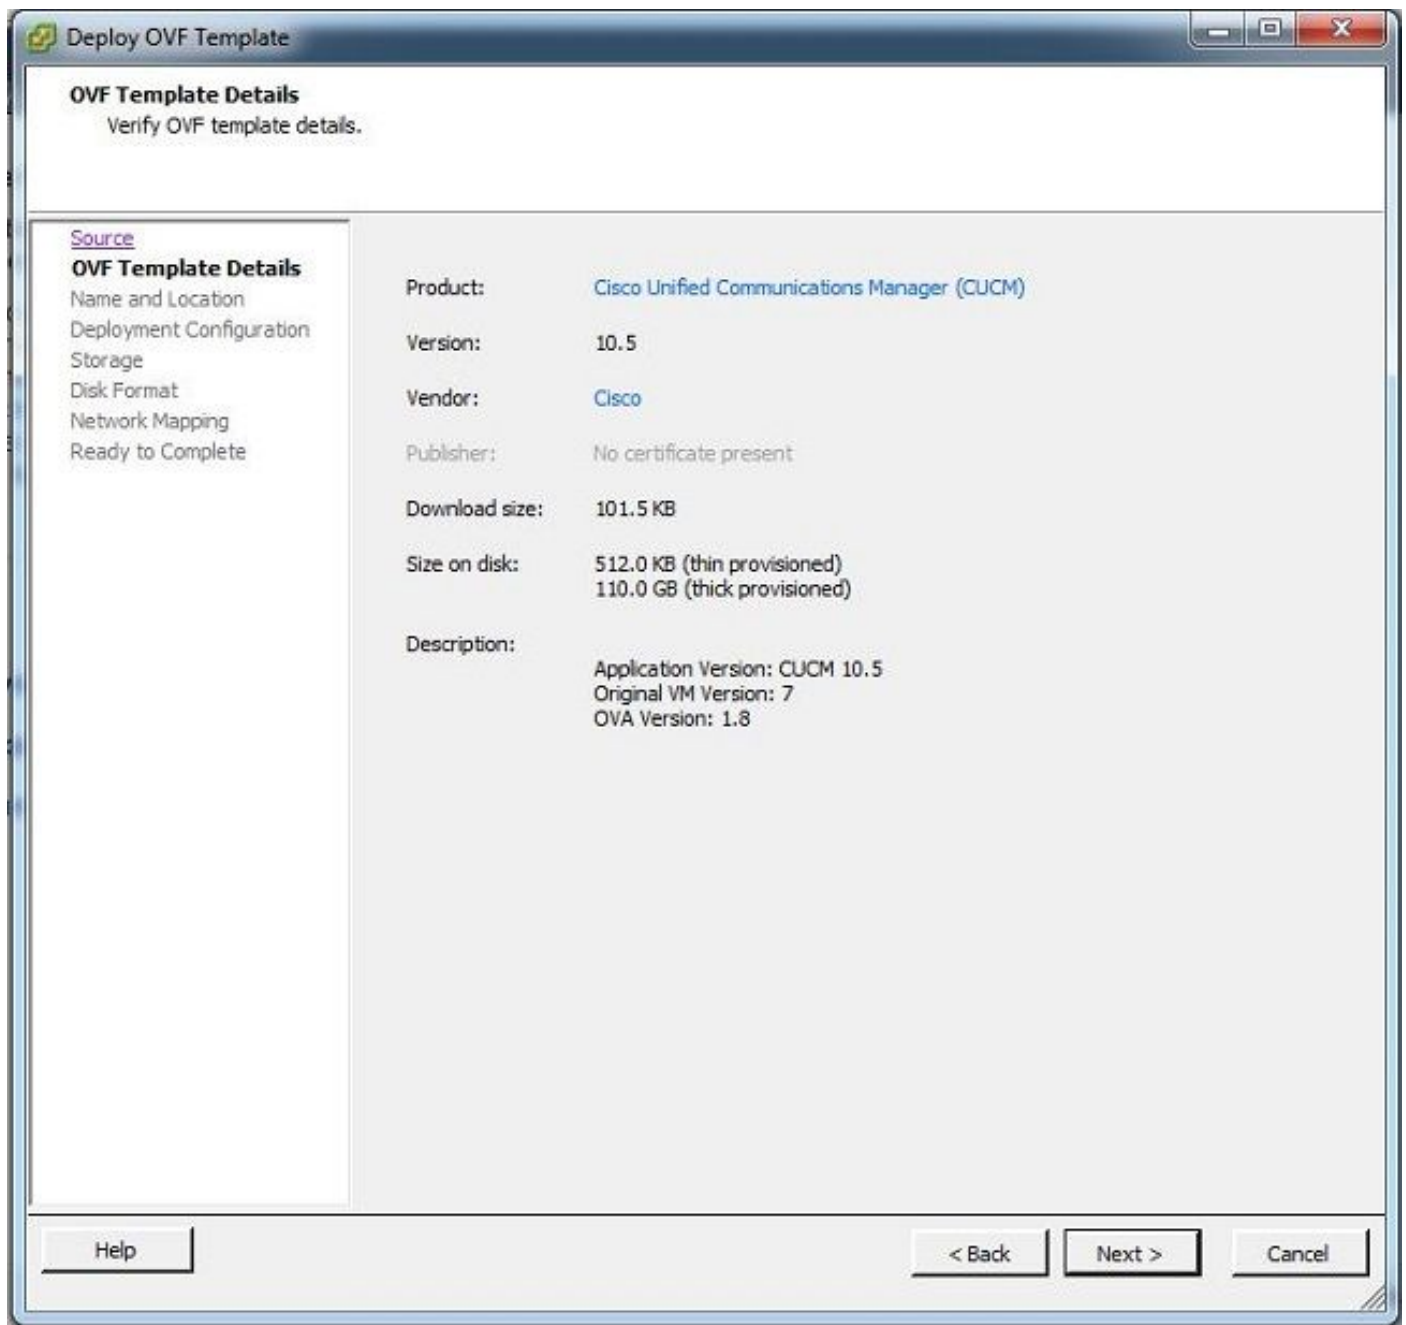 Deploy OVF Template
OVF Template Details
Verify OVF template details.
Source
OVF Template Details
Name and Location
Deployment Configuration
Storage
Disk Format
Network Mapping
Ready to Complete
Product: Cisco Unified Communications Manager (CUCM)
Version: 10.5
Vendor: Cisco
Publisher: No certificate present
Download size: 101.5 KB
Size on disk: 512.0 KB (thin provisioned)
110.0 GB (thick provisioned)
Description:
Application Version: CUCM 10.5
Original VM Version: 7
OVA Version: 1.8
Help
< Back
Next >
Cancel